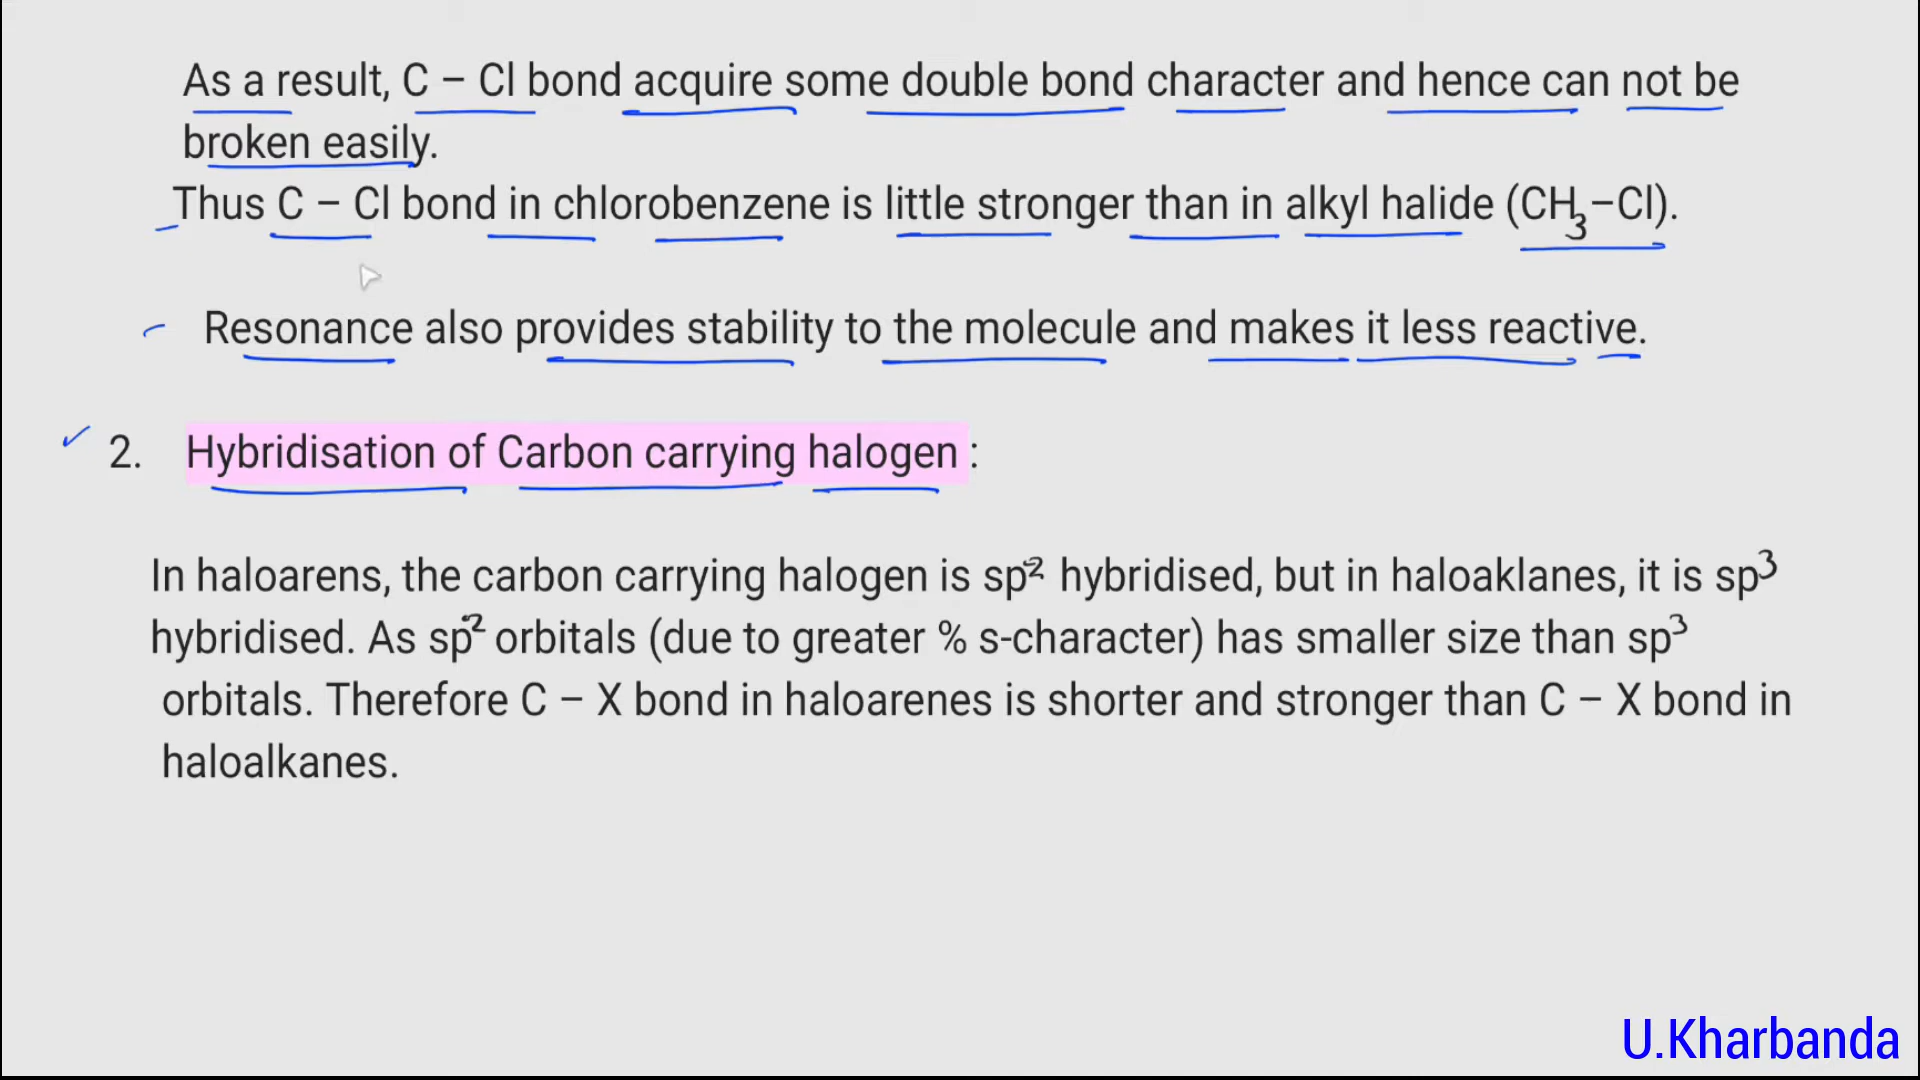 As a result, C – Cl bond acquire some double bond character and hence can not be
broken easily.
Thus C – Cl bond in chlorobenzene is little stronger than in alkyl halide (CH₃–Cl).
Resonance also provides stability to the molecule and makes it less reactive.
2. Hybridisation of Carbon carrying halogen :
In haloarens, the carbon carrying halogen is sp² hybridised, but in haloaklanes, it is sp³
hybridised. As sp² orbitals (due to greater % s-character) has smaller size than sp³
orbitals. Therefore C – X bond in haloarenes is shorter and stronger than C – X bond in
haloalkanes.
U.Kharbanda